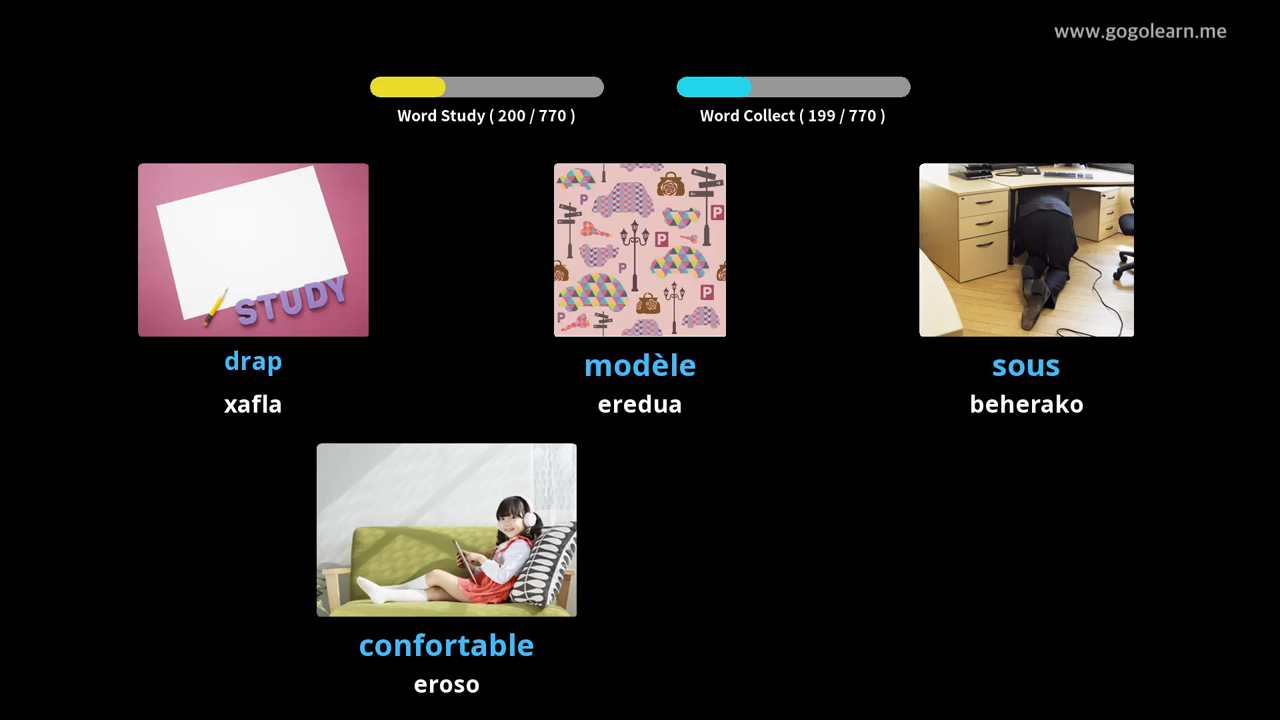 www.gogolearn.me
Word Study ( 200 / 770 )
Word Collect ( 199 / 770 )
STUDY
P
P
P
P
P
P
drap
modèle
sous
xafla
eredua
beherako
confortable
eroso